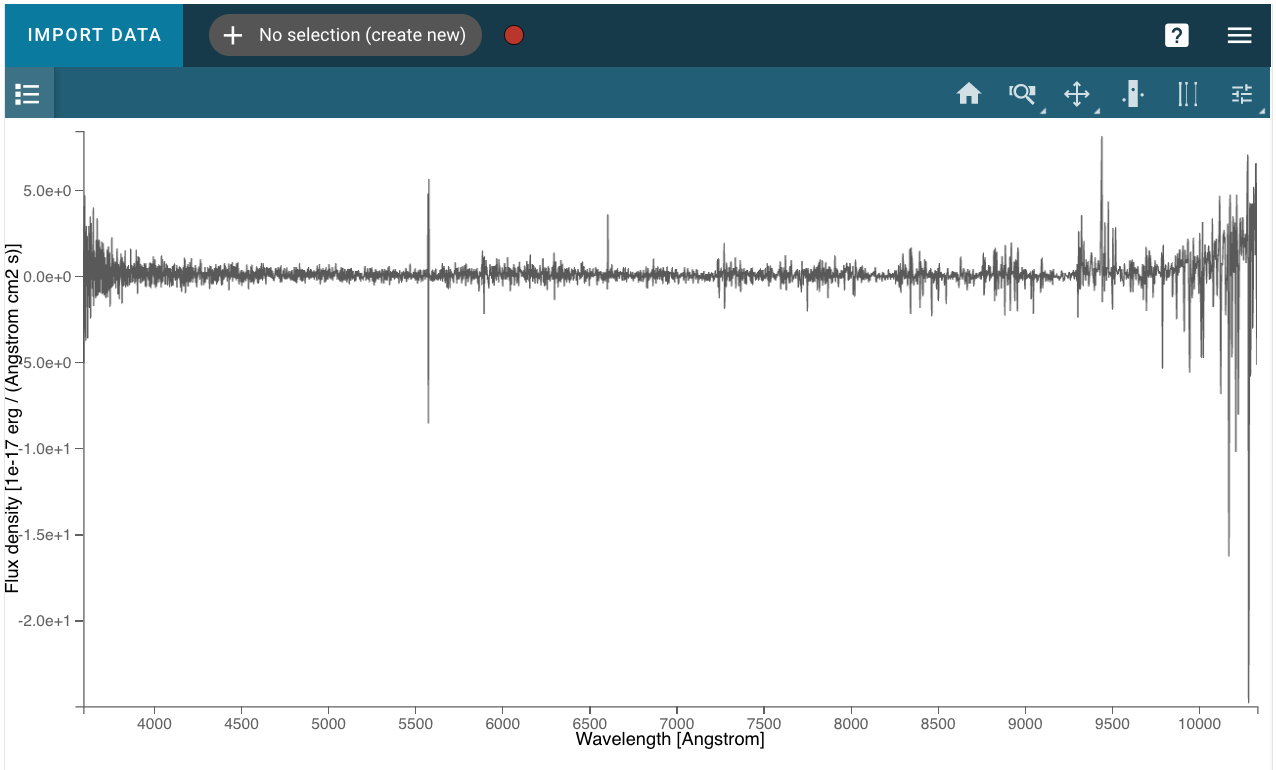 IMPORT DATA
+ No selection (create new)
?
5.0e+0
0.0e+0
-5.0e+0
-1.0e+1
-1.5e+1
-2.0e+1
Flux density [1e-17 erg / (Angstrom cm2 s)]
4000 4500 5000 5500 6000 6500 7000 7500 8000 8500 9000 9500 10000
Wavelength [Angstrom]